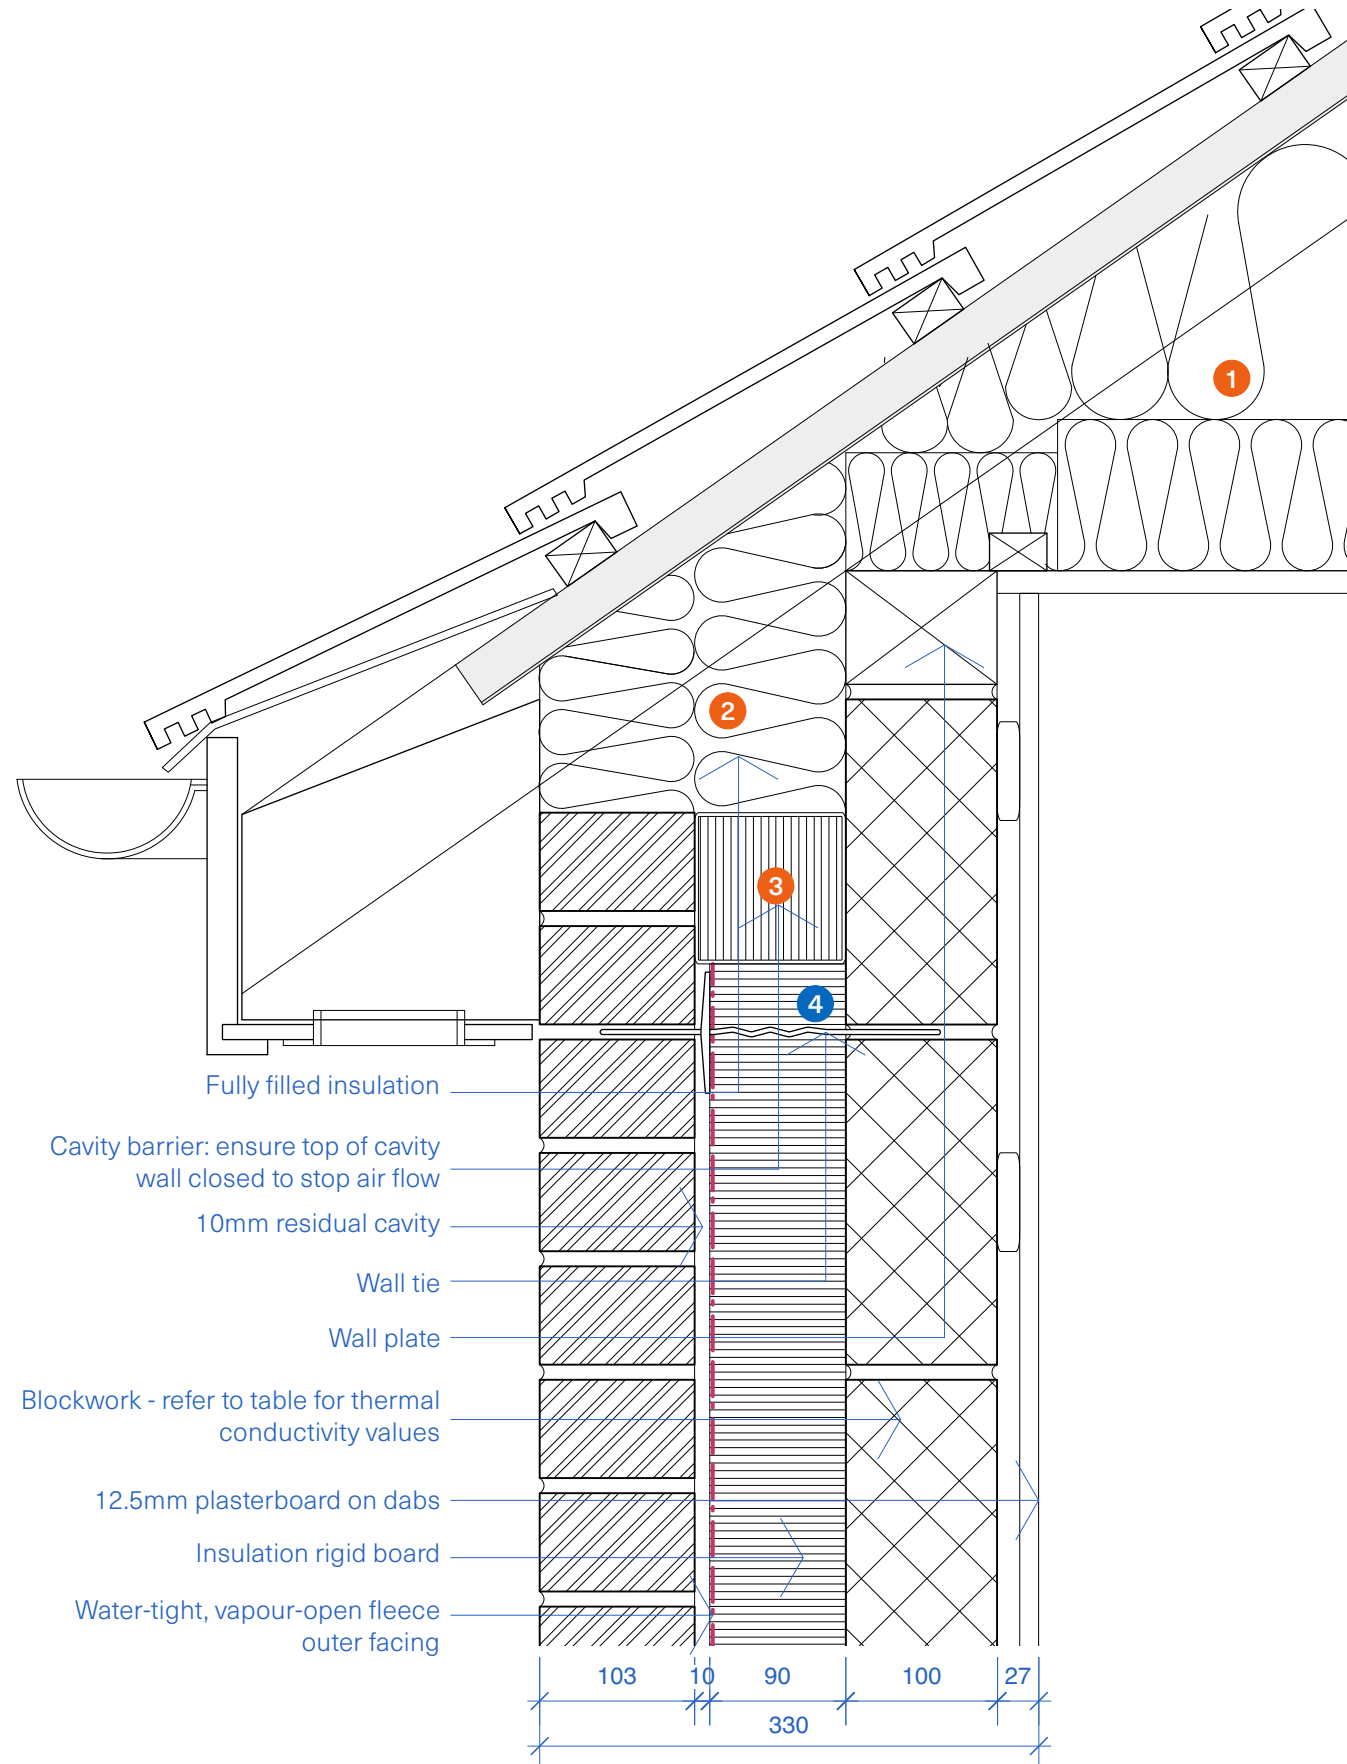 1
2
3
4
Fully filled insulation
Cavity barrier: ensure top of cavity
wall closed to stop air flow
10mm residual cavity
Wall tie
Wall plate
Blockwork - refer to table for thermal
conductivity values
12.5mm plasterboard on dabs
Insulation rigid board
Water-tight, vapour-open fleece
outer facing
103 10 90 100 27
330